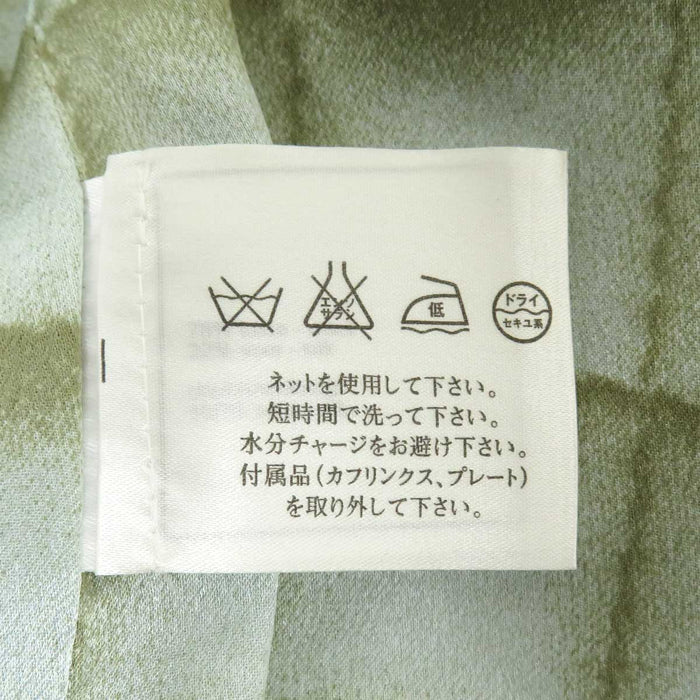 エンソ
サラシ
低
ドライ
セキユ系
ネットを使用して下さい。
短時間で洗って下さい。
水分チャージをお避け下さい。
付属品(カフリンクス、プレート)
を取り外して下さい。